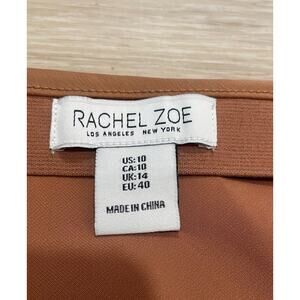 RACHEL ZOE
LOS ANGELES NEW YORK
US: 10
CA: 10
UK: 14
EU: 40
MADE IN CHINA